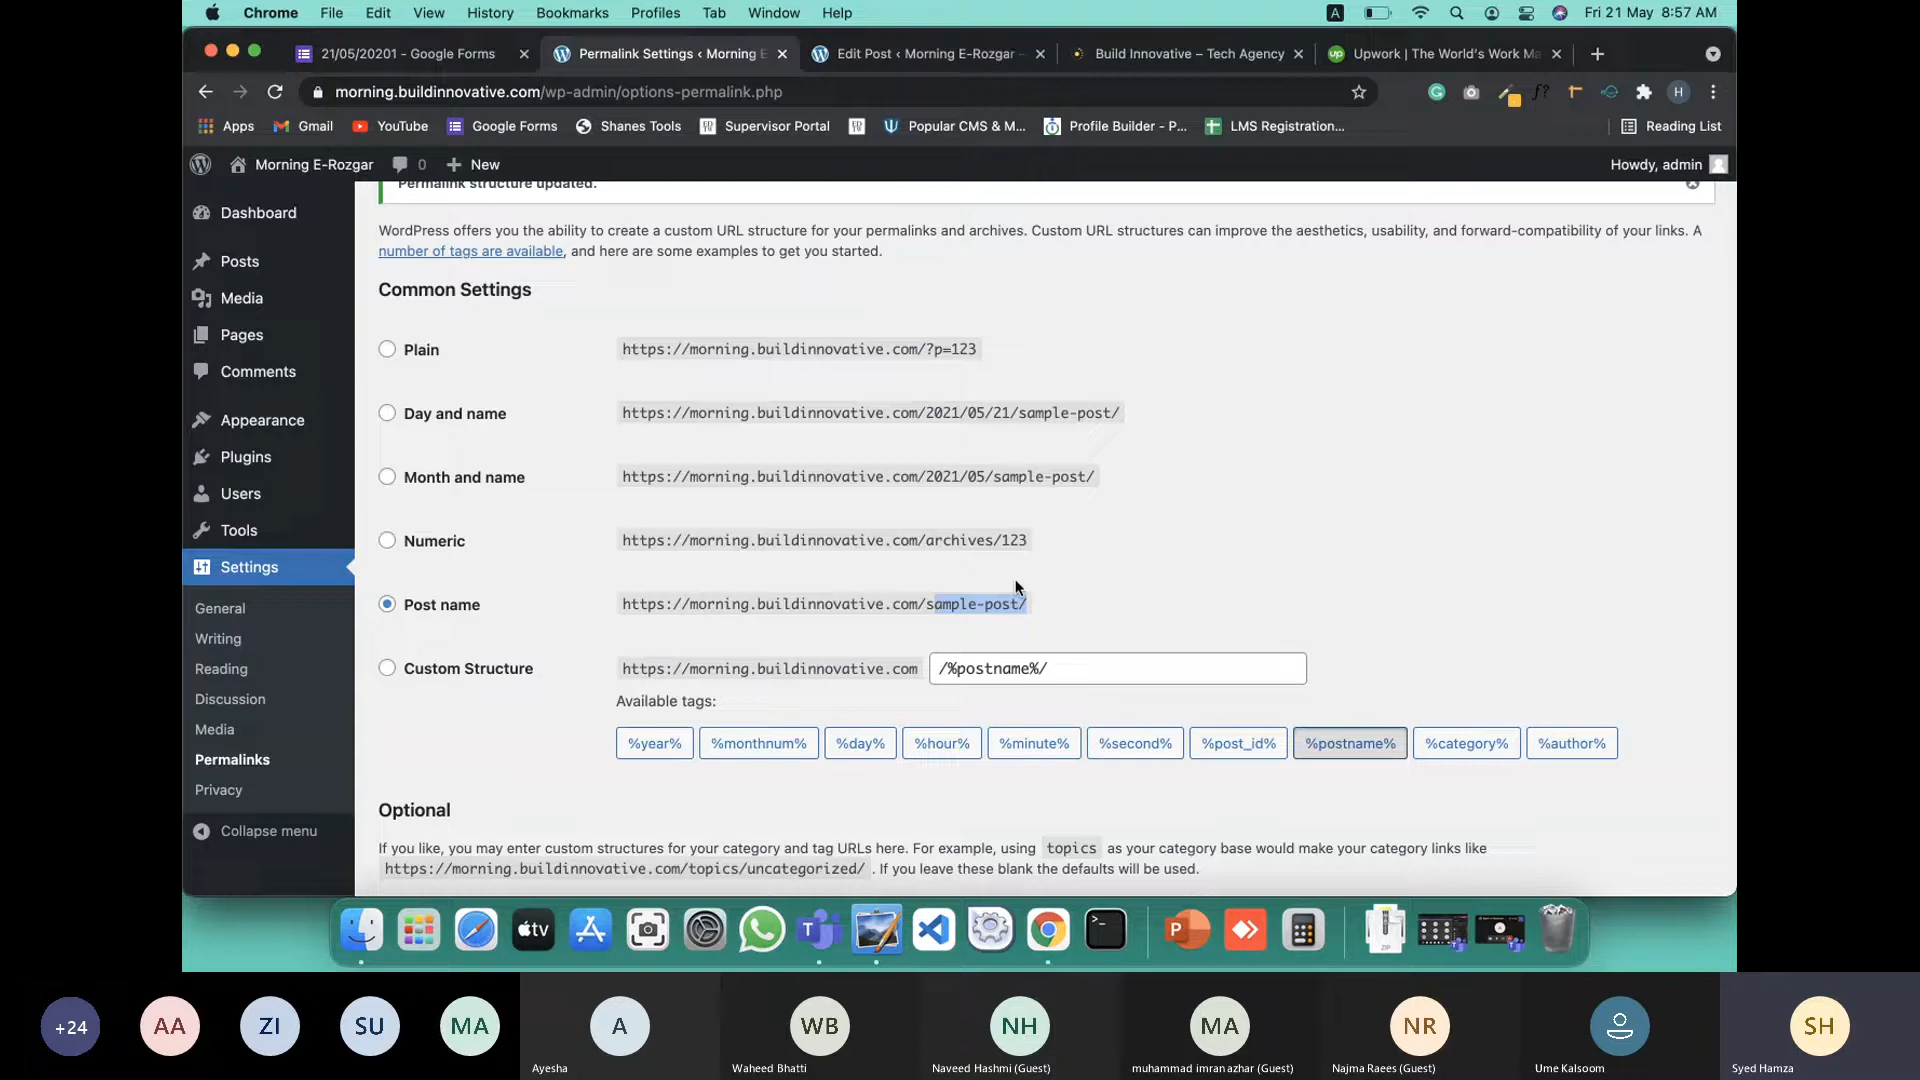 Chrome File Edit View History Bookmarks Profiles Tab Window Help A Fri 21 May 8:57 AM
21/05/20201 - Google Forms Permalink Settings ‹ Morning E Edit Post ‹ Morning E-Rozgar Build Innovative – Tech Agency up Upwork | The World's Work Ma
morning.buildinnovative.com/wp-admin/options-permalink.php f? H
Apps Gmail YouTube Google Forms Shanes Tools Supervisor Portal Popular CMS & M... Profile Builder - P... LMS Registration... Reading List
Morning E-Rozgar 0 New Howdy, admin
Permalink structure updated.
Dashboard
Posts
Media
Pages
Comments
Appearance
Plugins
Users
Tools
Settings
General
Writing
Reading
Discussion
Media
Permalinks
Privacy
Collapse menu
WordPress offers you the ability to create a custom URL structure for your permalinks and archives. Custom URL structures can improve the aesthetics, usability, and forward-compatibility of your links. A
number of tags are available, and here are some examples to get you started.
Common Settings
Plain https://morning.buildinnovative.com/?p=123
Day and name https://morning.buildinnovative.com/2021/05/21/sample-post/
Month and name https://morning.buildinnovative.com/2021/05/sample-post/
Numeric https://morning.buildinnovative.com/archives/123
Post name https://morning.buildinnovative.com/sample-post/
Custom Structure https://morning.buildinnovative.com /%postname%/
Available tags:
%year% %monthnum% %day% %hour% %minute% %second% %post_id% %postname% %category% %author%
Optional
If you like, you may enter custom structures for your category and tag URLs here. For example, using topics as your category base would make your category links like
https://morning.buildinnovative.com/topics/uncategorized/ . If you leave these blank the defaults will be used.
tv T P ZIP
+24 AA ZI SU MA A WB NH MA NR SH
Ayesha Waheed Bhatti Naveed Hashmi (Guest) muhammad imran azhar (Guest) Najma Raees (Guest) Ume Kalsoom Syed Hamza